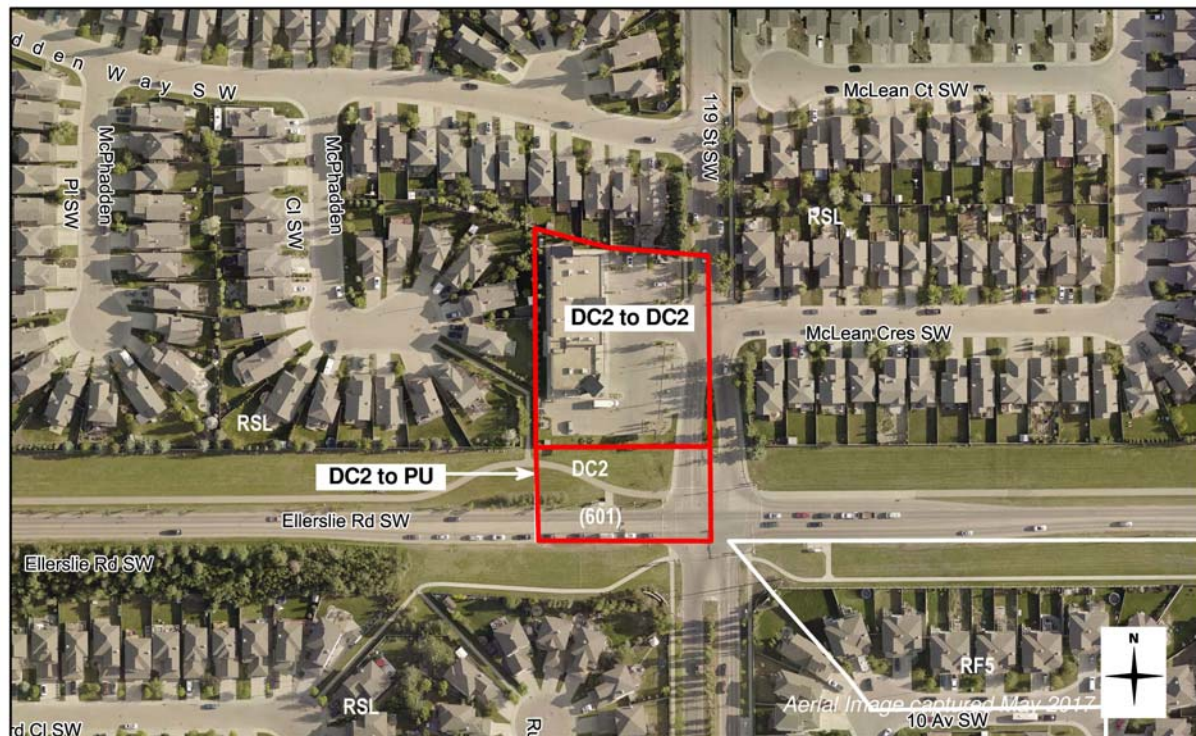 dden Way SW
McPhadden
Pl SW
McPhadden
Cl SW
119 St SW
McLean Ct SW
RSL
DC2 to DC2
McLean Cres SW
RSL
DC2 to PU
DC2
(601)
Ellerslie Rd SW
Ellerslie Rd SW
RSL
RF5
N
Aerial Image captured May 2017
10 Av SW
rd Cl SW